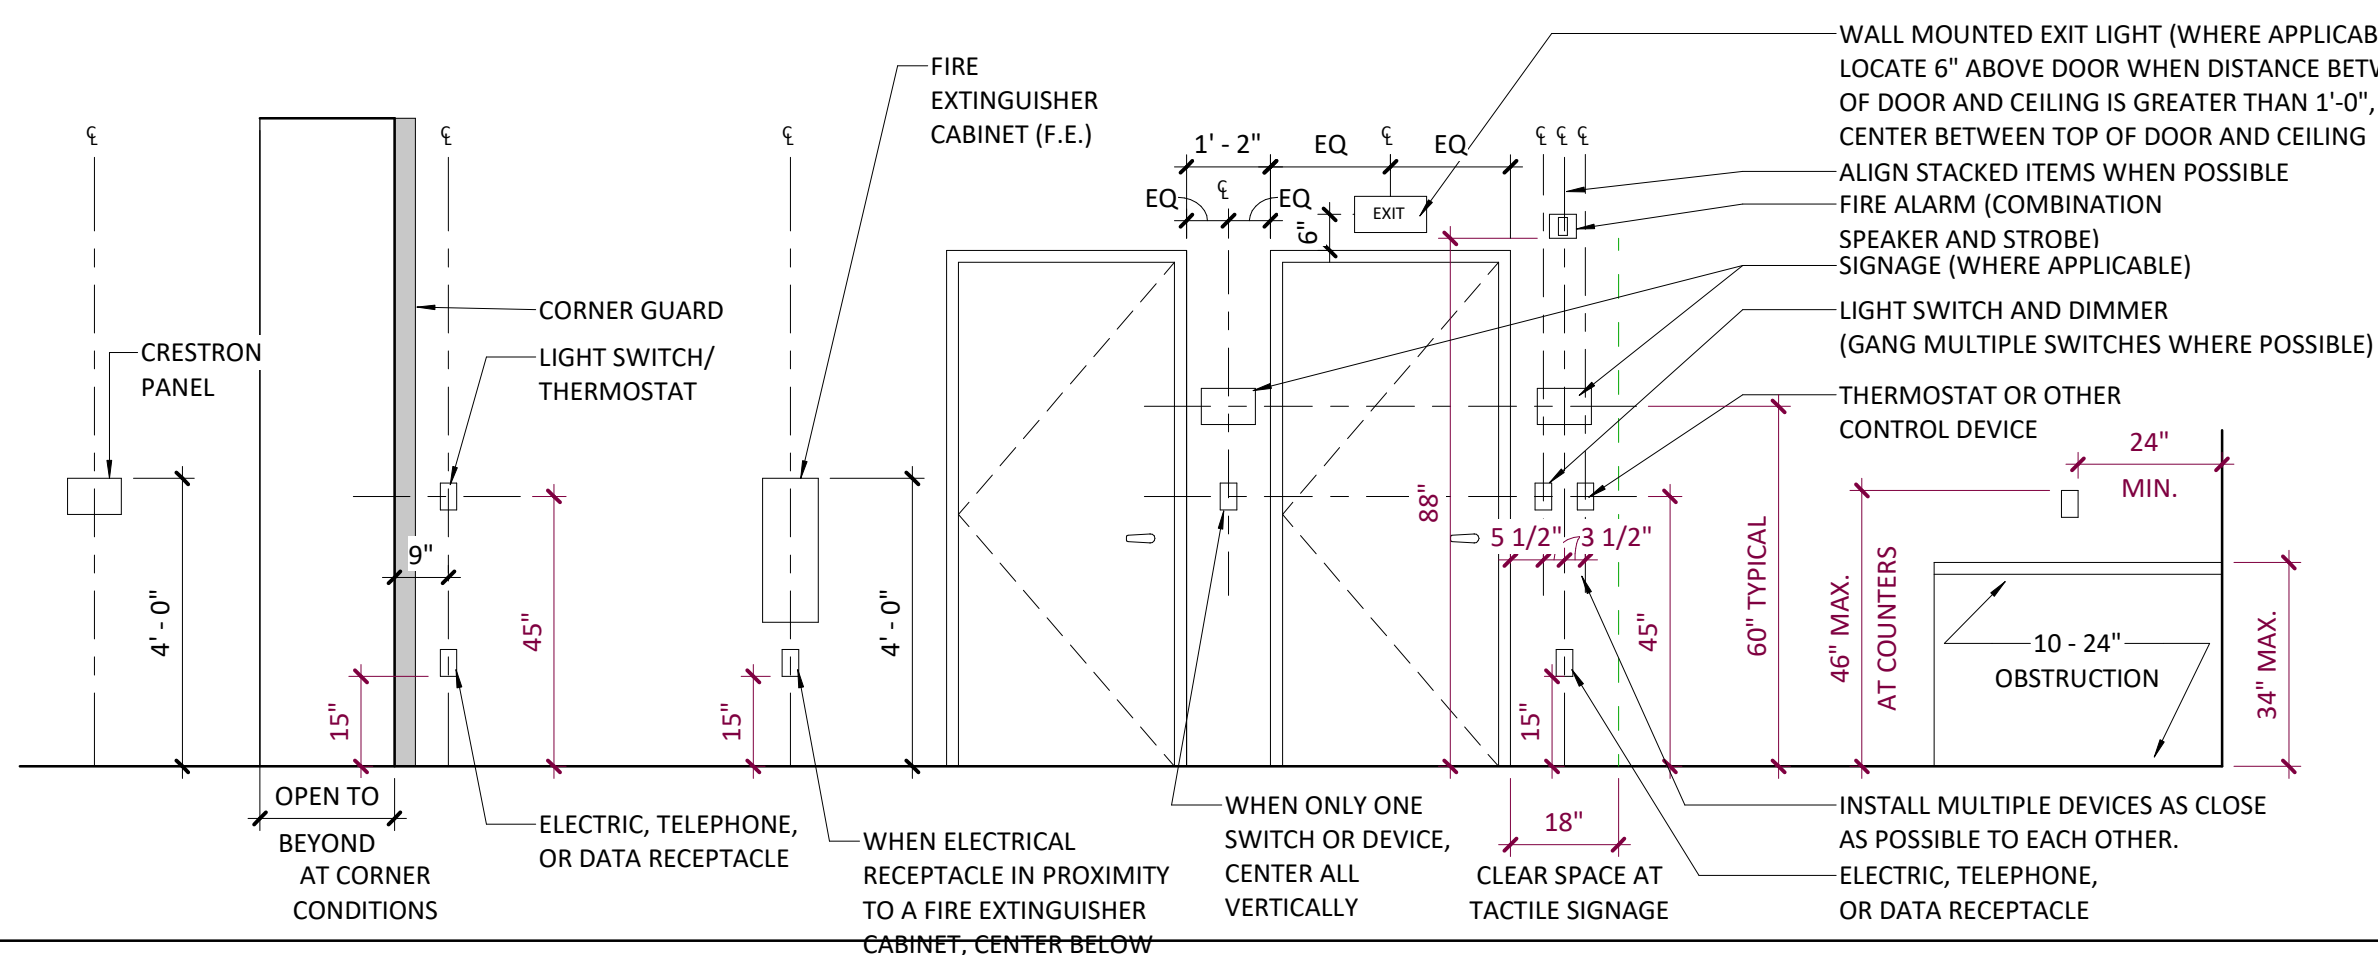 WALL MOUNTED EXIT LIGHT (WHERE
LOCATE 6" ABOVE DOOR WHEN DISTANCE
OF DOOR AND CEILING IS GREATER THAN 1'-0",
CENTER BETWEEN TOP OF DOOR AND CEILING
ALIGN STACKED ITEMS WHEN POSSIBLE
FIRE ALARM (COMBINATION
SPEAKER AND STROBE)
SIGNAGE (WHERE APPLICABLE)
LIGHT SWITCH AND DIMMER
(GANG MULTIPLE SWITCHES WHERE POSSIBLE)
THERMOSTAT OR OTHER
CONTROL DEVICE
FIRE
EXTINGUISHER
CABINET (F.E.)
℄
℄
℄
1' - 2"
EQ
℄
EQ
℄ ℄ ℄
EQ
℄
EQ
EXIT
6"
CORNER GUARD
LIGHT SWITCH/
THERMOSTAT
CRESTRON
PANEL
9"
4' - 0"
15"
45"
15"
4' - 0"
88"
5 1/2"
3 1/2"
15"
45"
60" TYPICAL
46" MAX.
AT COUNTERS
24"
MIN.
10 - 24"
OBSTRUCTION
34" MAX.
OPEN TO
BEYOND
AT CORNER
CONDITIONS
ELECTRIC, TELEPHONE,
OR DATA RECEPTACLE
WHEN ELECTRICAL
RECEPTACLE IN PROXIMITY
TO A FIRE EXTINGUISHER
CABINET, CENTER BELOW
WHEN ONLY ONE
SWITCH OR DEVICE,
CENTER ALL
VERTICALLY
18"
CLEAR SPACE AT
TACTILE SIGNAGE
INSTALL MULTIPLE DEVICES AS CLOSE
AS POSSIBLE TO EACH OTHER.
ELECTRIC, TELEPHONE,
OR DATA RECEPTACLE